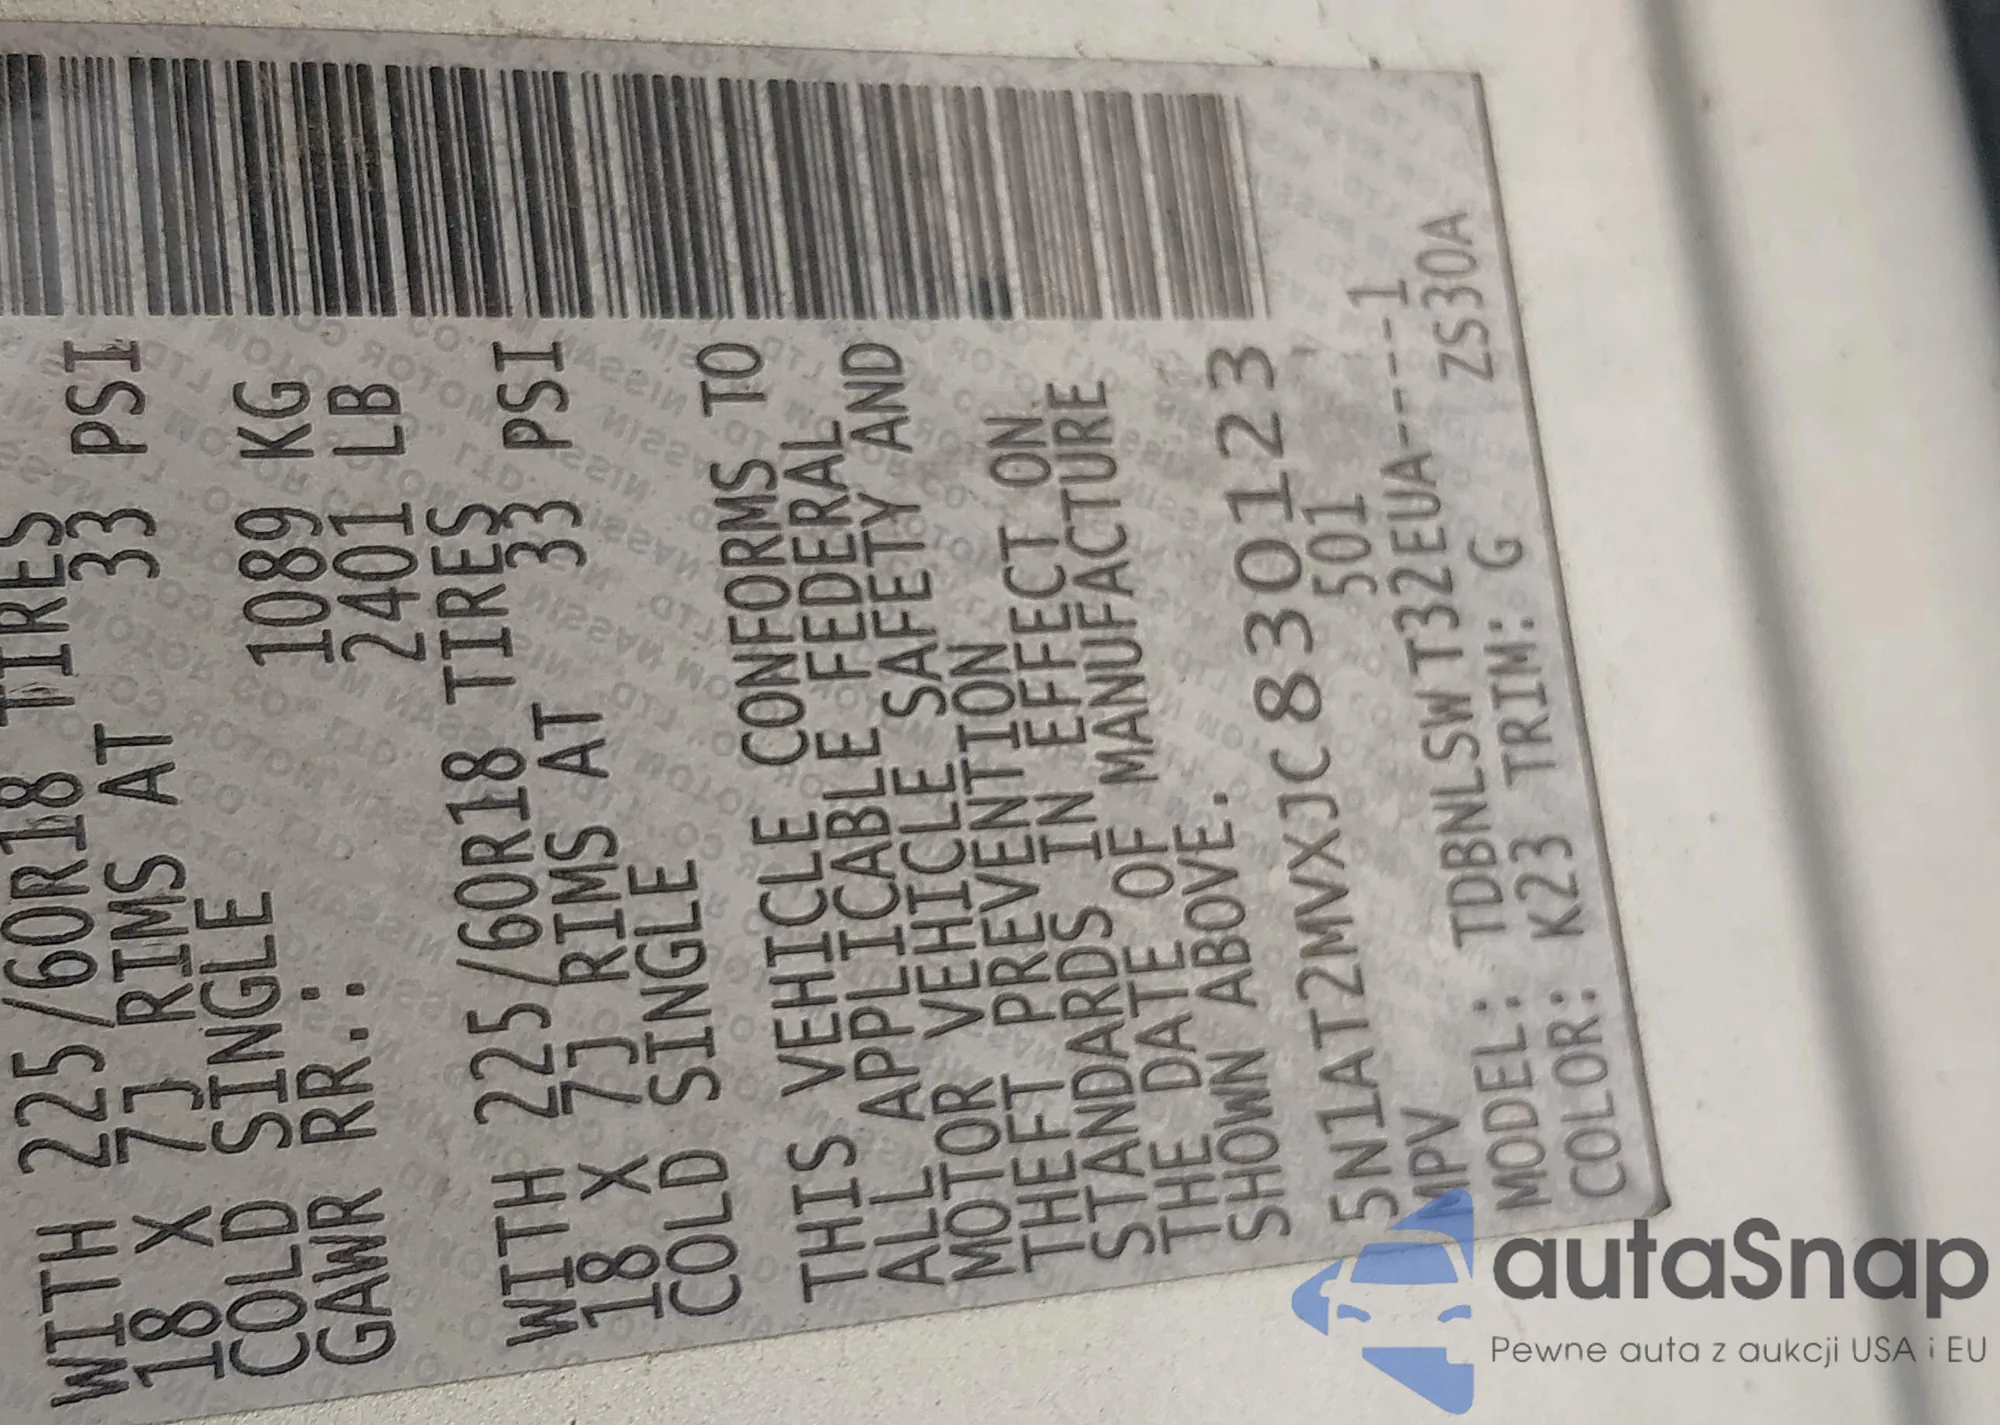 WITH 225/60R18 TIRES
18 X 7J RIMS AT 33 PSI
COLD SINGLE
GAWR RR.: 1089 KG
2401 LB
WITH 225/60R18 TIRES
18 X 7J RIMS AT 33 PSI
COLD SINGLE
THIS VEHICLE CONFORMS TO
ALL APPLICABLE FEDERAL
MOTOR VEHICLE SAFETY AND
THEFT PREVENTION
STANDARDS IN EFFECT ON
THE DATE OF MANUFACTURE
SHOWN ABOVE.
5N1AT2MVXJC830123
MPV 501
MODEL: TDBNLSWT32EUA-----1
COLOR: K23 TRIM: G ZS30A
autaSnap
Pewne auta z aukcji USA i EU